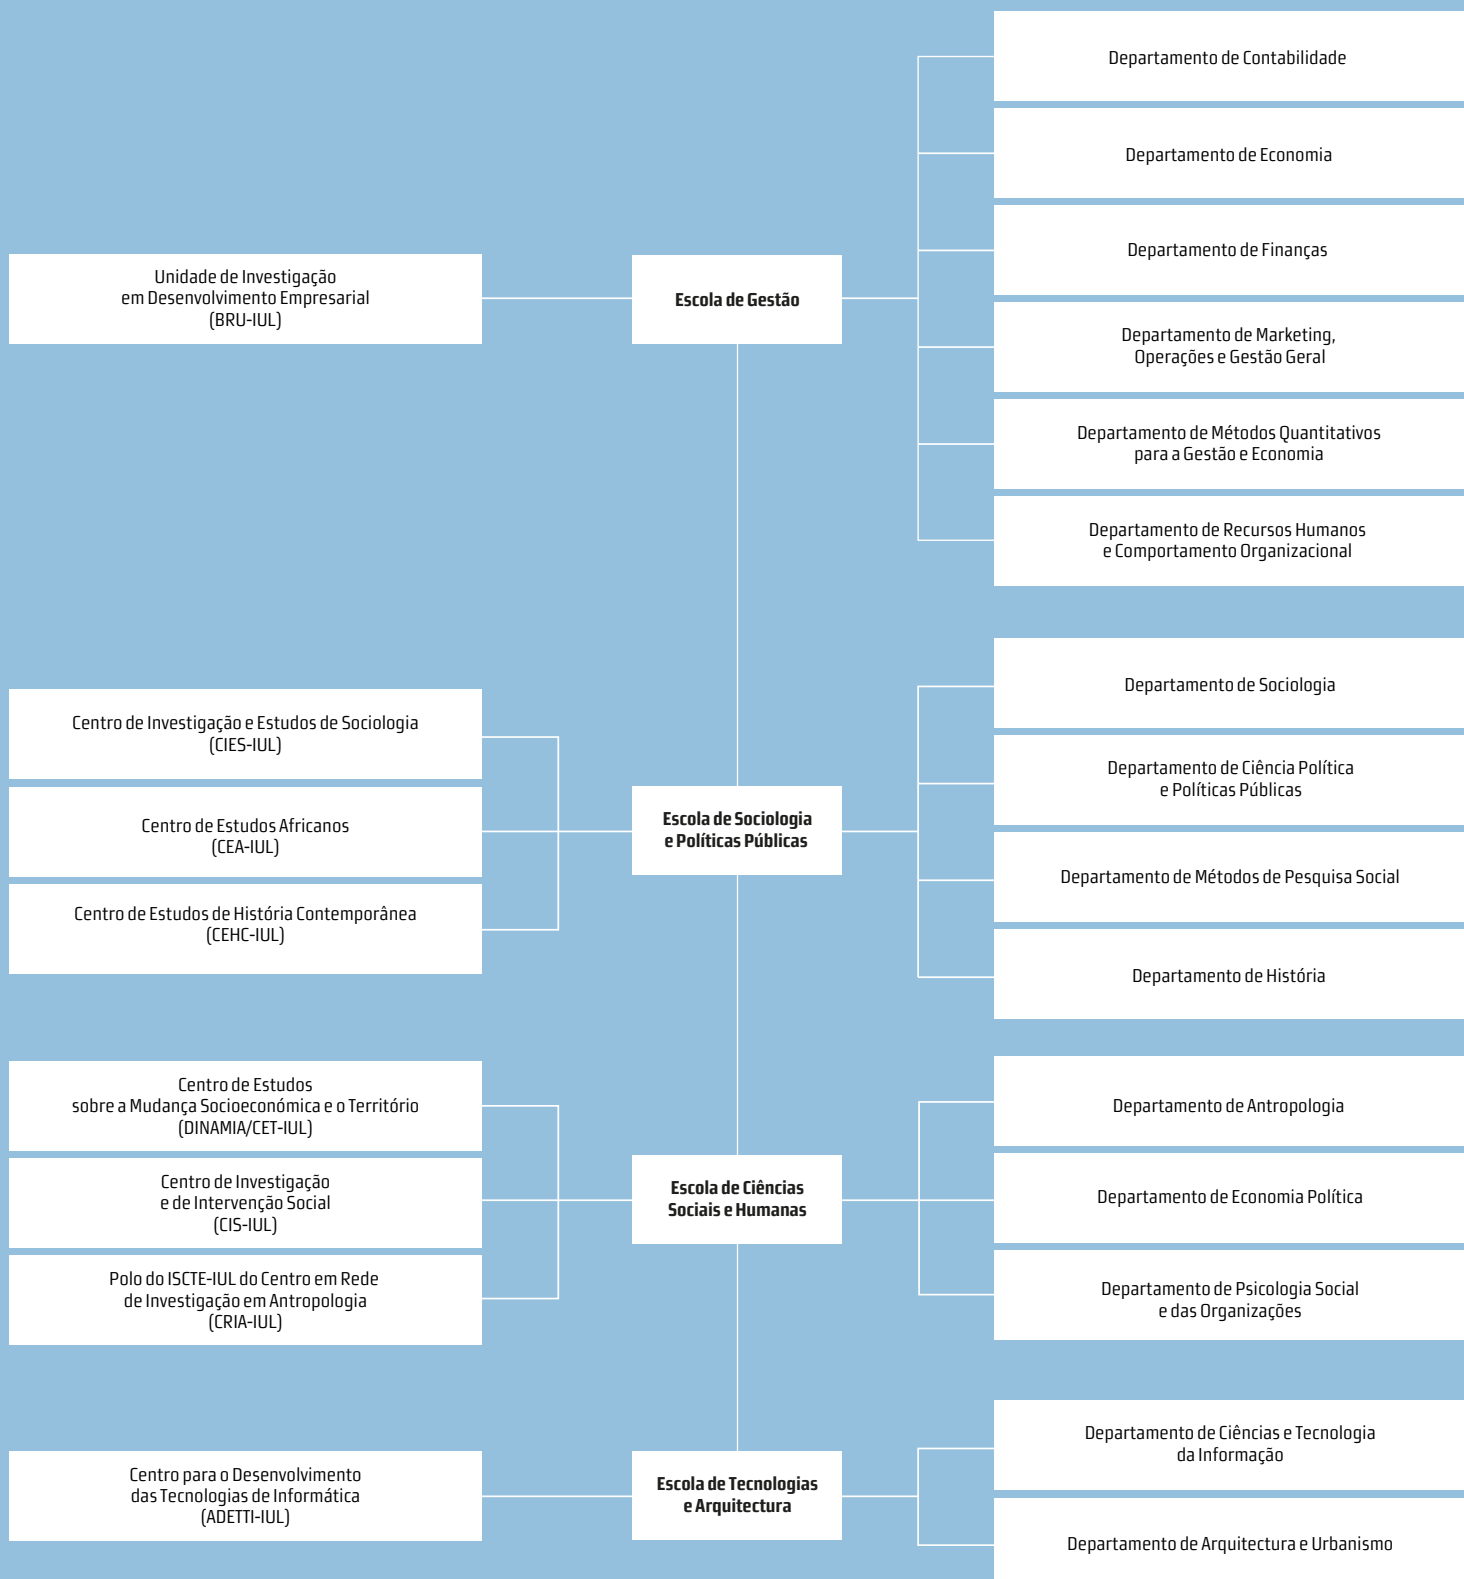 Departamento de Contabilidade
Departamento de Economia
Departamento de Finanças
Unidade de Investigação
em Desenvolvimento Empresarial
(BRU-IUL)
Escola de Gestão
Departamento de Marketing,
Operações e Gestão Geral
Departamento de Métodos Quantitativos
para a Gestão e Economia
Departamento de Recursos Humanos
e Comportamento Organizacional
Centro de Investigação e Estudos de Sociologia
(CIES-IUL)
Centro de Estudos Africanos
(CEA-IUL)
Centro de Estudos de História Contemporânea
(CEHC-IUL)
Escola de Sociologia
e Políticas Públicas
Departamento de Sociologia
Departamento de Ciência Política
e Políticas Públicas
Departamento de Métodos de Pesquisa Social
Departamento de História
Centro de Estudos
sobre a Mudança Socioeconómica e o Território
(DINAMIA/CET-IUL)
Centro de Investigação
e de Intervenção Social
(CIS-IUL)
Polo do ISCTE-IUL do Centro em Rede
de Investigação em Antropologia
(CRIA-IUL)
Escola de Ciências
Sociais e Humanas
Departamento de Antropologia
Departamento de Economia Política
Departamento de Psicologia Social
e das Organizações
Centro para o Desenvolvimento
das Tecnologias de Informática
(ADETTI-IUL)
Escola de Tecnologias
e Arquitectura
Departamento de Ciências e Tecnologia
da Informação
Departamento de Arquitectura e Urbanismo